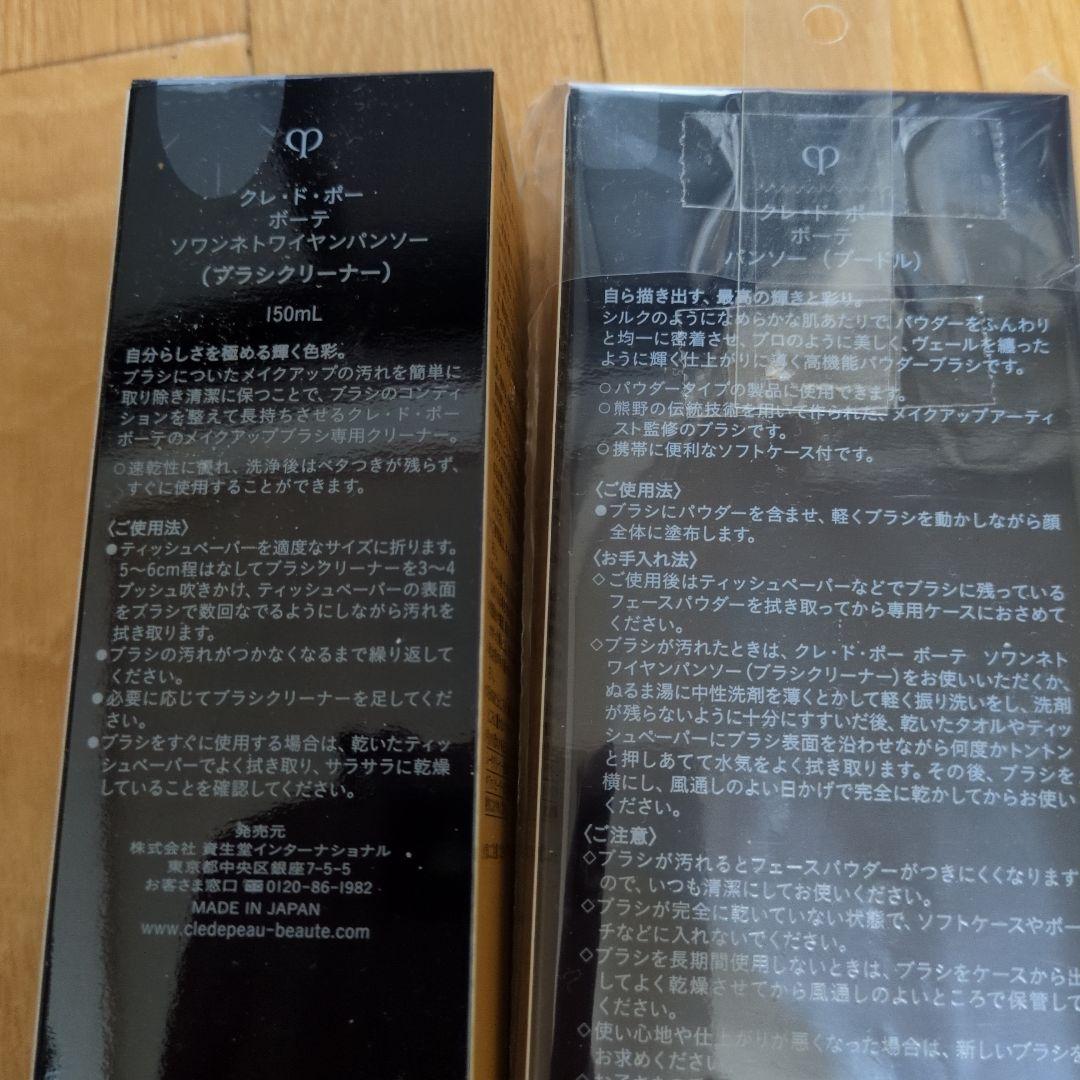 クレ・ド・ポー
ボーテ
ソワンネトワイヤンパンソー
(ブラシクリーナー)
150mL
自分らしさを極める輝く色彩。
ブラシについたメイクアップの汚れを簡単に
取り除き清潔に保つことで、ブラシのコンディ
ションを整えて長持ちさせるクレ・ド・ポー
ボーテのメイクアップブラシ専用クリーナー。
○速乾性に優れ、洗浄後はベタつきが残らず、
すぐに使用することができます。
〈ご使用法〉
●ティッシュペーパーを適度なサイズに折ります。
5〜6cm程はなしてブラシクリーナーを3〜4
プッシュ吹きかけ、ティッシュペーパーの表面
をブラシで数回なでるようにしながら汚れを
拭き取ります。
●ブラシの汚れがつかなくなるまで繰り返して
ください。
●必要に応じてブラシクリーナーを足してくだ
さい。
●ブラシをすぐに使用する場合は、乾いたティッ
シュペーパーでよく拭き取り、サラサラに乾燥
していることを確認してください。
発売元
株式会社 資生堂インターナショナル
東京都中央区銀座7-5-5
お客さま窓口 0120-86-1982
MADE IN JAPAN
www.cledepeau-beaute.com
クレ・ド・ポー
ボーテ
パンソー (プードル)
自ら描き出す、最高の輝きと彩り。
シルクのようになめらかな肌あたりで、パウダーをふんわり
と均一に密着させ、プロのように美しく、ヴェールを纏った
ように輝く仕上がりに導く高機能パウダーブラシです。
○パウダータイプの製品に使用できます。
○熊野の伝統技術を用いて作られた、メイクアップアーティ
スト監修のブラシです。
○携帯に便利なソフトケース付です。
〈ご使用法〉
●ブラシにパウダーを含ませ、軽くブラシを動かしながら顔
全体に塗布します。
〈お手入れ法〉
◇ご使用後はティッシュペーパーなどでブラシに残っている
フェースパウダーを拭き取ってから専用ケースにおさめて
ください。
◇ブラシが汚れたときは、クレ・ド・ポー ボーテ ソワンネト
ワイヤンパンソー(ブラシクリーナー)をお使いいただくか、
ぬるま湯に中性洗剤を薄くとかして軽く振り洗いをし、洗剤
が残らないように十分にすすいだ後、乾いたタオルやティッ
シュペーパーにブラシ表面を沿わせながら何度かトントン
と押しあてて水気をよく拭き取ります。その後、ブラシを
横にし、風通しのよい日かげで完全に乾かしてからお使い
ください。
〈ご注意〉
◇ブラシが汚れるとフェースパウダーがつきにくくなります
ので、いつも清潔にしてお使いください。
◇ブラシが完全に乾いていない状態で、ソフトケースやポー
チなどに入れないでください。
◇ブラシを長期間使用しないときは、ブラシをケースから出
してよく乾燥させてから風通しのよいところで保管して
ください。
◇使い心地や仕上がりが悪くなった場合は、新しいブラシを
お求めください